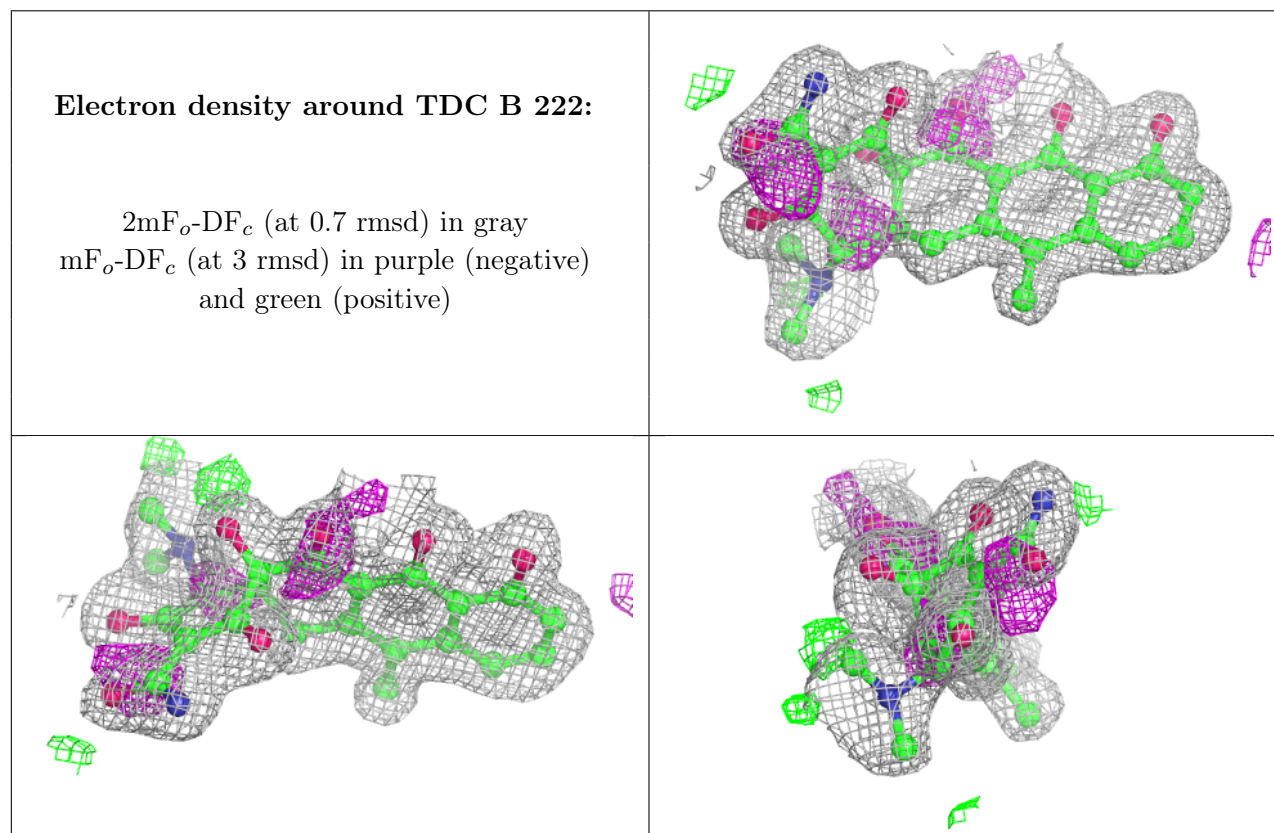 Electron density around TDC B 222:
2mFo-DFc (at 0.7 rmsd) in gray
mFo-DFc (at 3 rmsd) in purple (negative)
and green (positive)